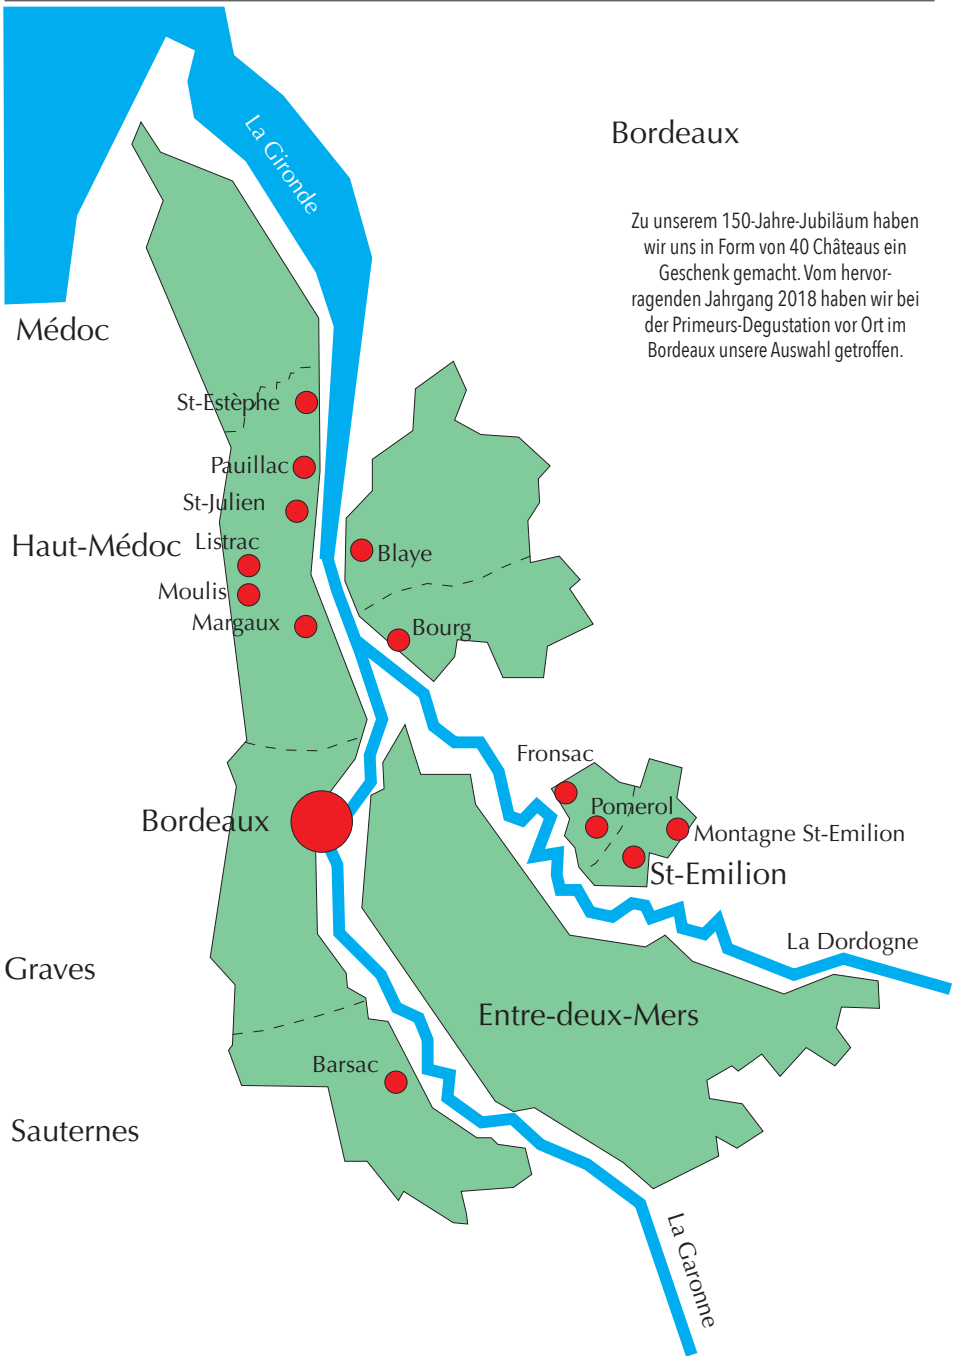 La Gironde
Bordeaux
Zu unserem 150-Jahre-Jubiläum haben
wir uns in Form von 40 Châteaus ein
Geschenk gemacht. Vom hervor-
ragenden Jahrgang 2018 haben wir bei
der Primeurs-Degustation vor Ort im
Bordeaux unsere Auswahl getroffen.
Médoc
St-Estèphe
Pauillac
St-Julien
Haut-Médoc
Listrac
Blaye
Moulis
Margaux
Bourg
Fronsac
Pomerol
Bordeaux
Montagne St-Emilion
St-Emilion
La Dordogne
Graves
Entre-deux-Mers
Barsac
Sauternes
La Garonne